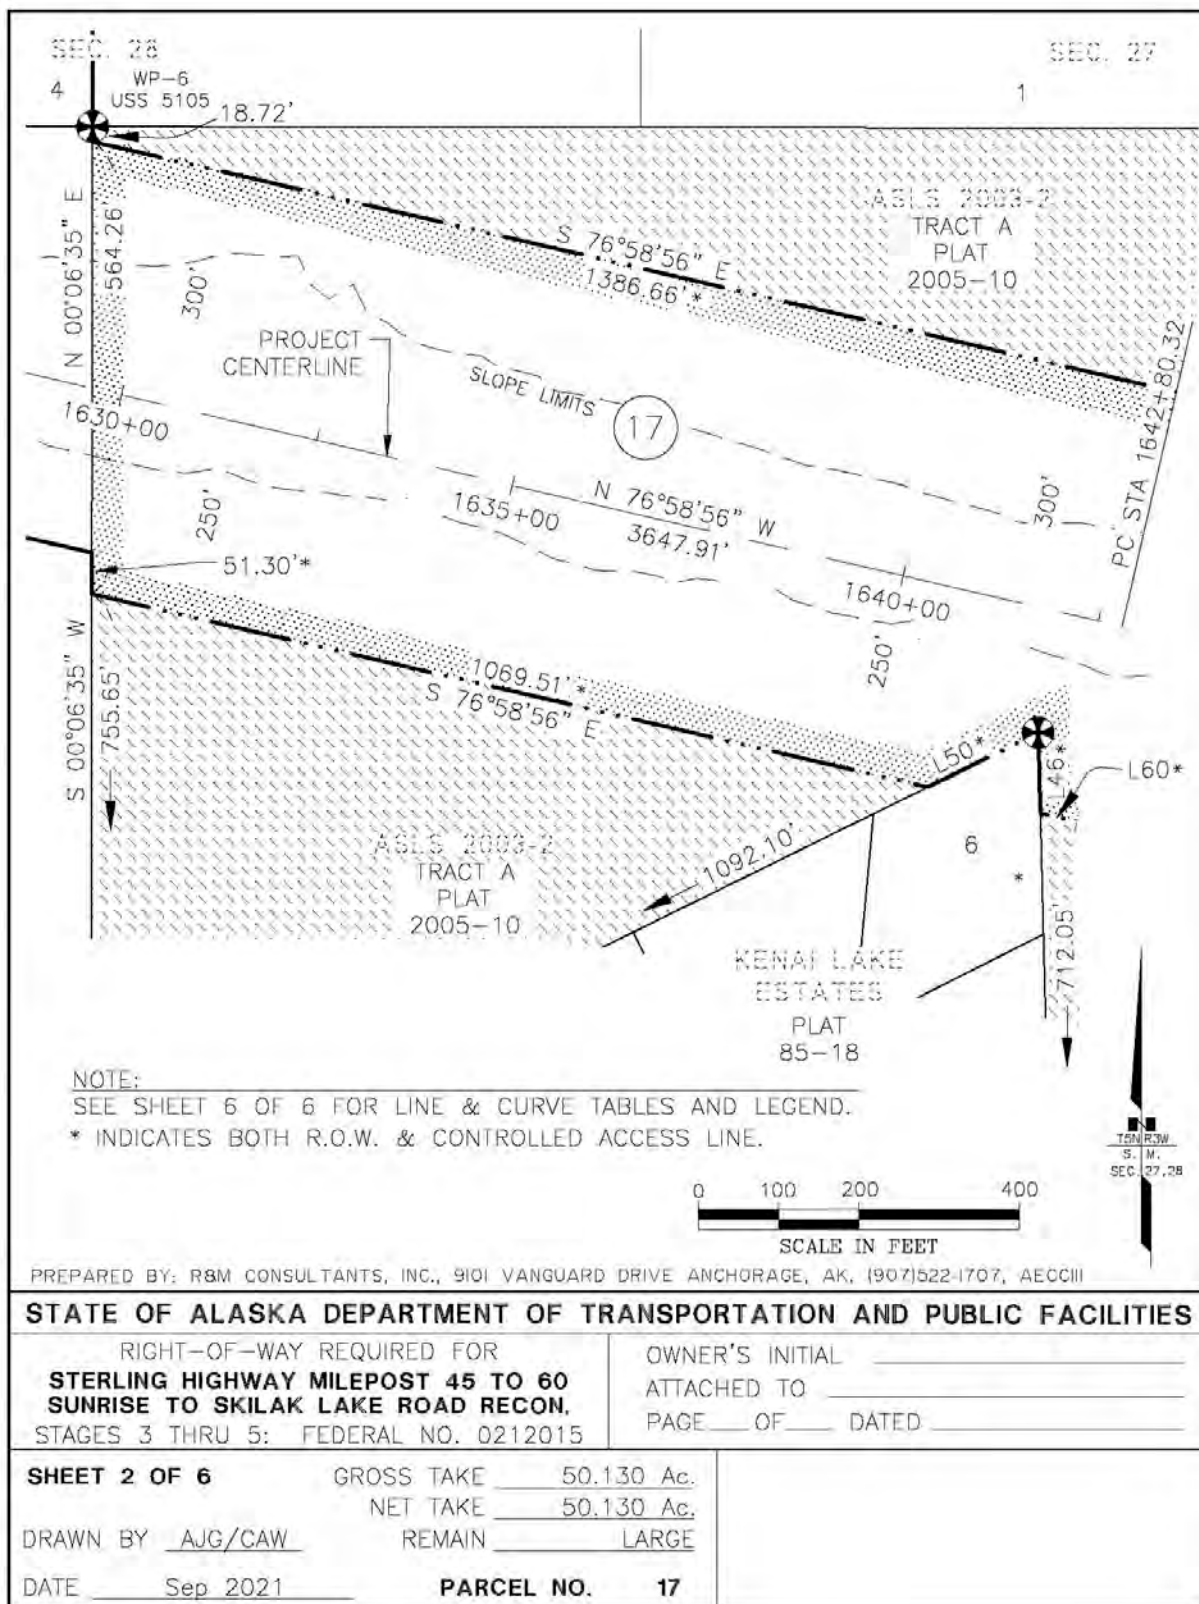 SEC. 28
SEC. 27
WP-6
USS 5105
4
1
18.72'
N 00°06'35" E
564.26'
ASLS 2003-2
TRACT A
PLAT
2005-10
S 76°58'56" E
1386.66'*
300'
PROJECT
CENTERLINE
SLOPE LIMITS
17
PC STA 1642+80.32
1630+00
1635+00
N 76°58'56" W
3647.91'
300'
250'
51.30'*
1640+00
250'
S 00°06'35" W
755.65'
1069.51'*
S 76°58'56" E
L50*
L46*
L60*
ASLS 2003-2
TRACT A
PLAT
2005-10
1092.10'
6
*
712.05'
KENAI LAKE
ESTATES
PLAT
85-18
NOTE:
SEE SHEET 6 OF 6 FOR LINE & CURVE TABLES AND LEGEND.
* INDICATES BOTH R.O.W. & CONTROLLED ACCESS LINE.
N
T5N R3W
S. M.
SEC. 27,28
0 100 200 400
SCALE IN FEET
PREPARED BY: R&M CONSULTANTS, INC., 9101 VANGUARD DRIVE ANCHORAGE, AK, (907)522-1707, AECC111
STATE OF ALASKA DEPARTMENT OF TRANSPORTATION AND PUBLIC FACILITIES
RIGHT-OF-WAY REQUIRED FOR
STERLING HIGHWAY MILEPOST 45 TO 60
SUNRISE TO SKILAK LAKE ROAD RECON.
STAGES 3 THRU 5: FEDERAL NO. 0212015
OWNER'S INITIAL
ATTACHED TO
PAGE OF DATED
SHEET 2 OF 6
GROSS TAKE 50.130 Ac.
NET TAKE 50.130 Ac.
DRAWN BY AJG/CAW
REMAIN LARGE
DATE Sep 2021
PARCEL NO. 17